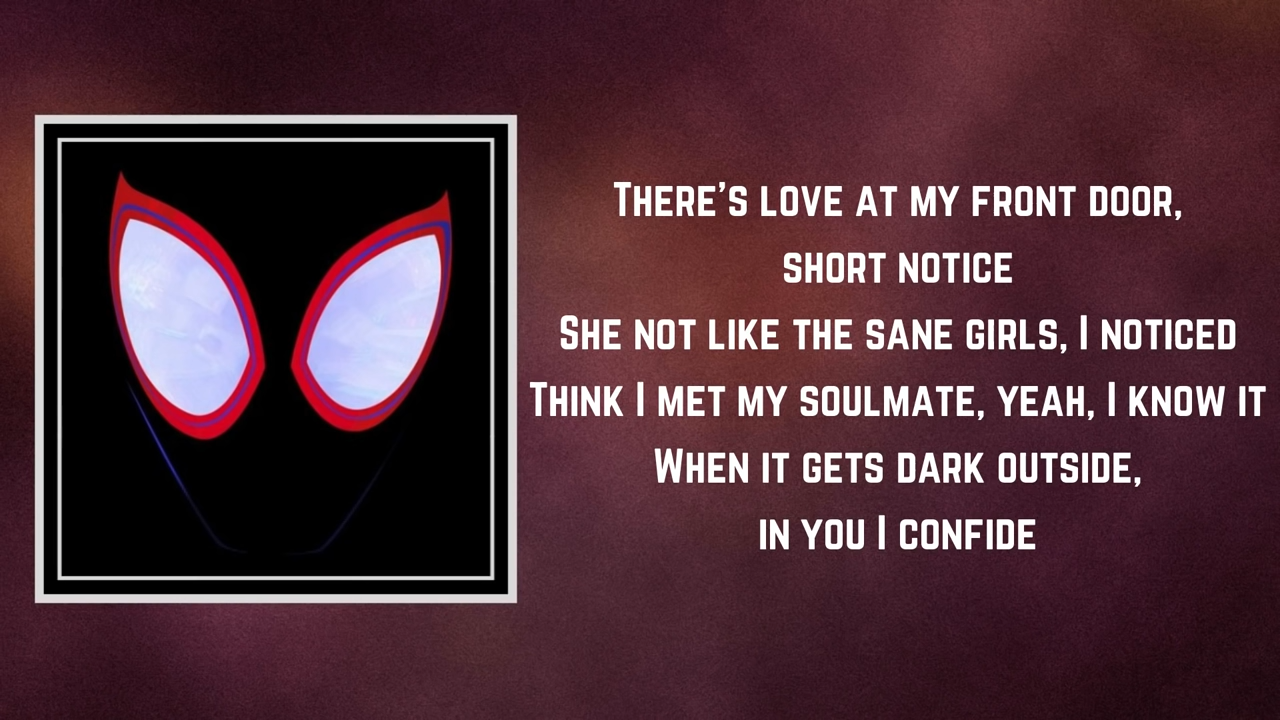 There's love at my front door,
short notice
She not like the sane girls, I noticed
Think I met my soulmate, yeah, I know it
When it gets dark outside,
in you I confide